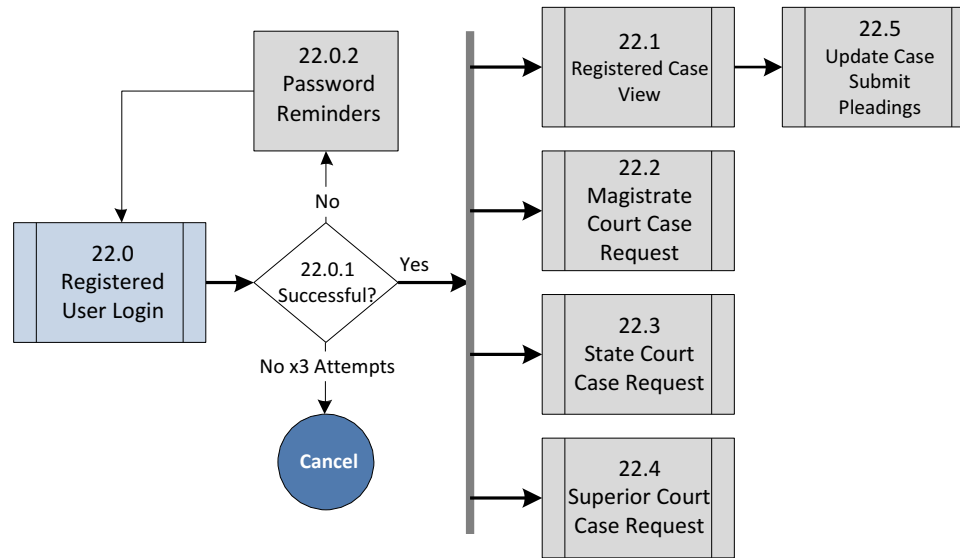 22.0
Registered
User Login
22.0.1
Successful?
No
22.0.2
Password
Reminders
No x3 Attempts
Cancel
Yes
22.1
Registered Case
View
22.5
Update Case
Submit
Pleadings
22.2
Magistrate
Court Case
Request
22.3
State Court
Case Request
22.4
Superior Court
Case Request